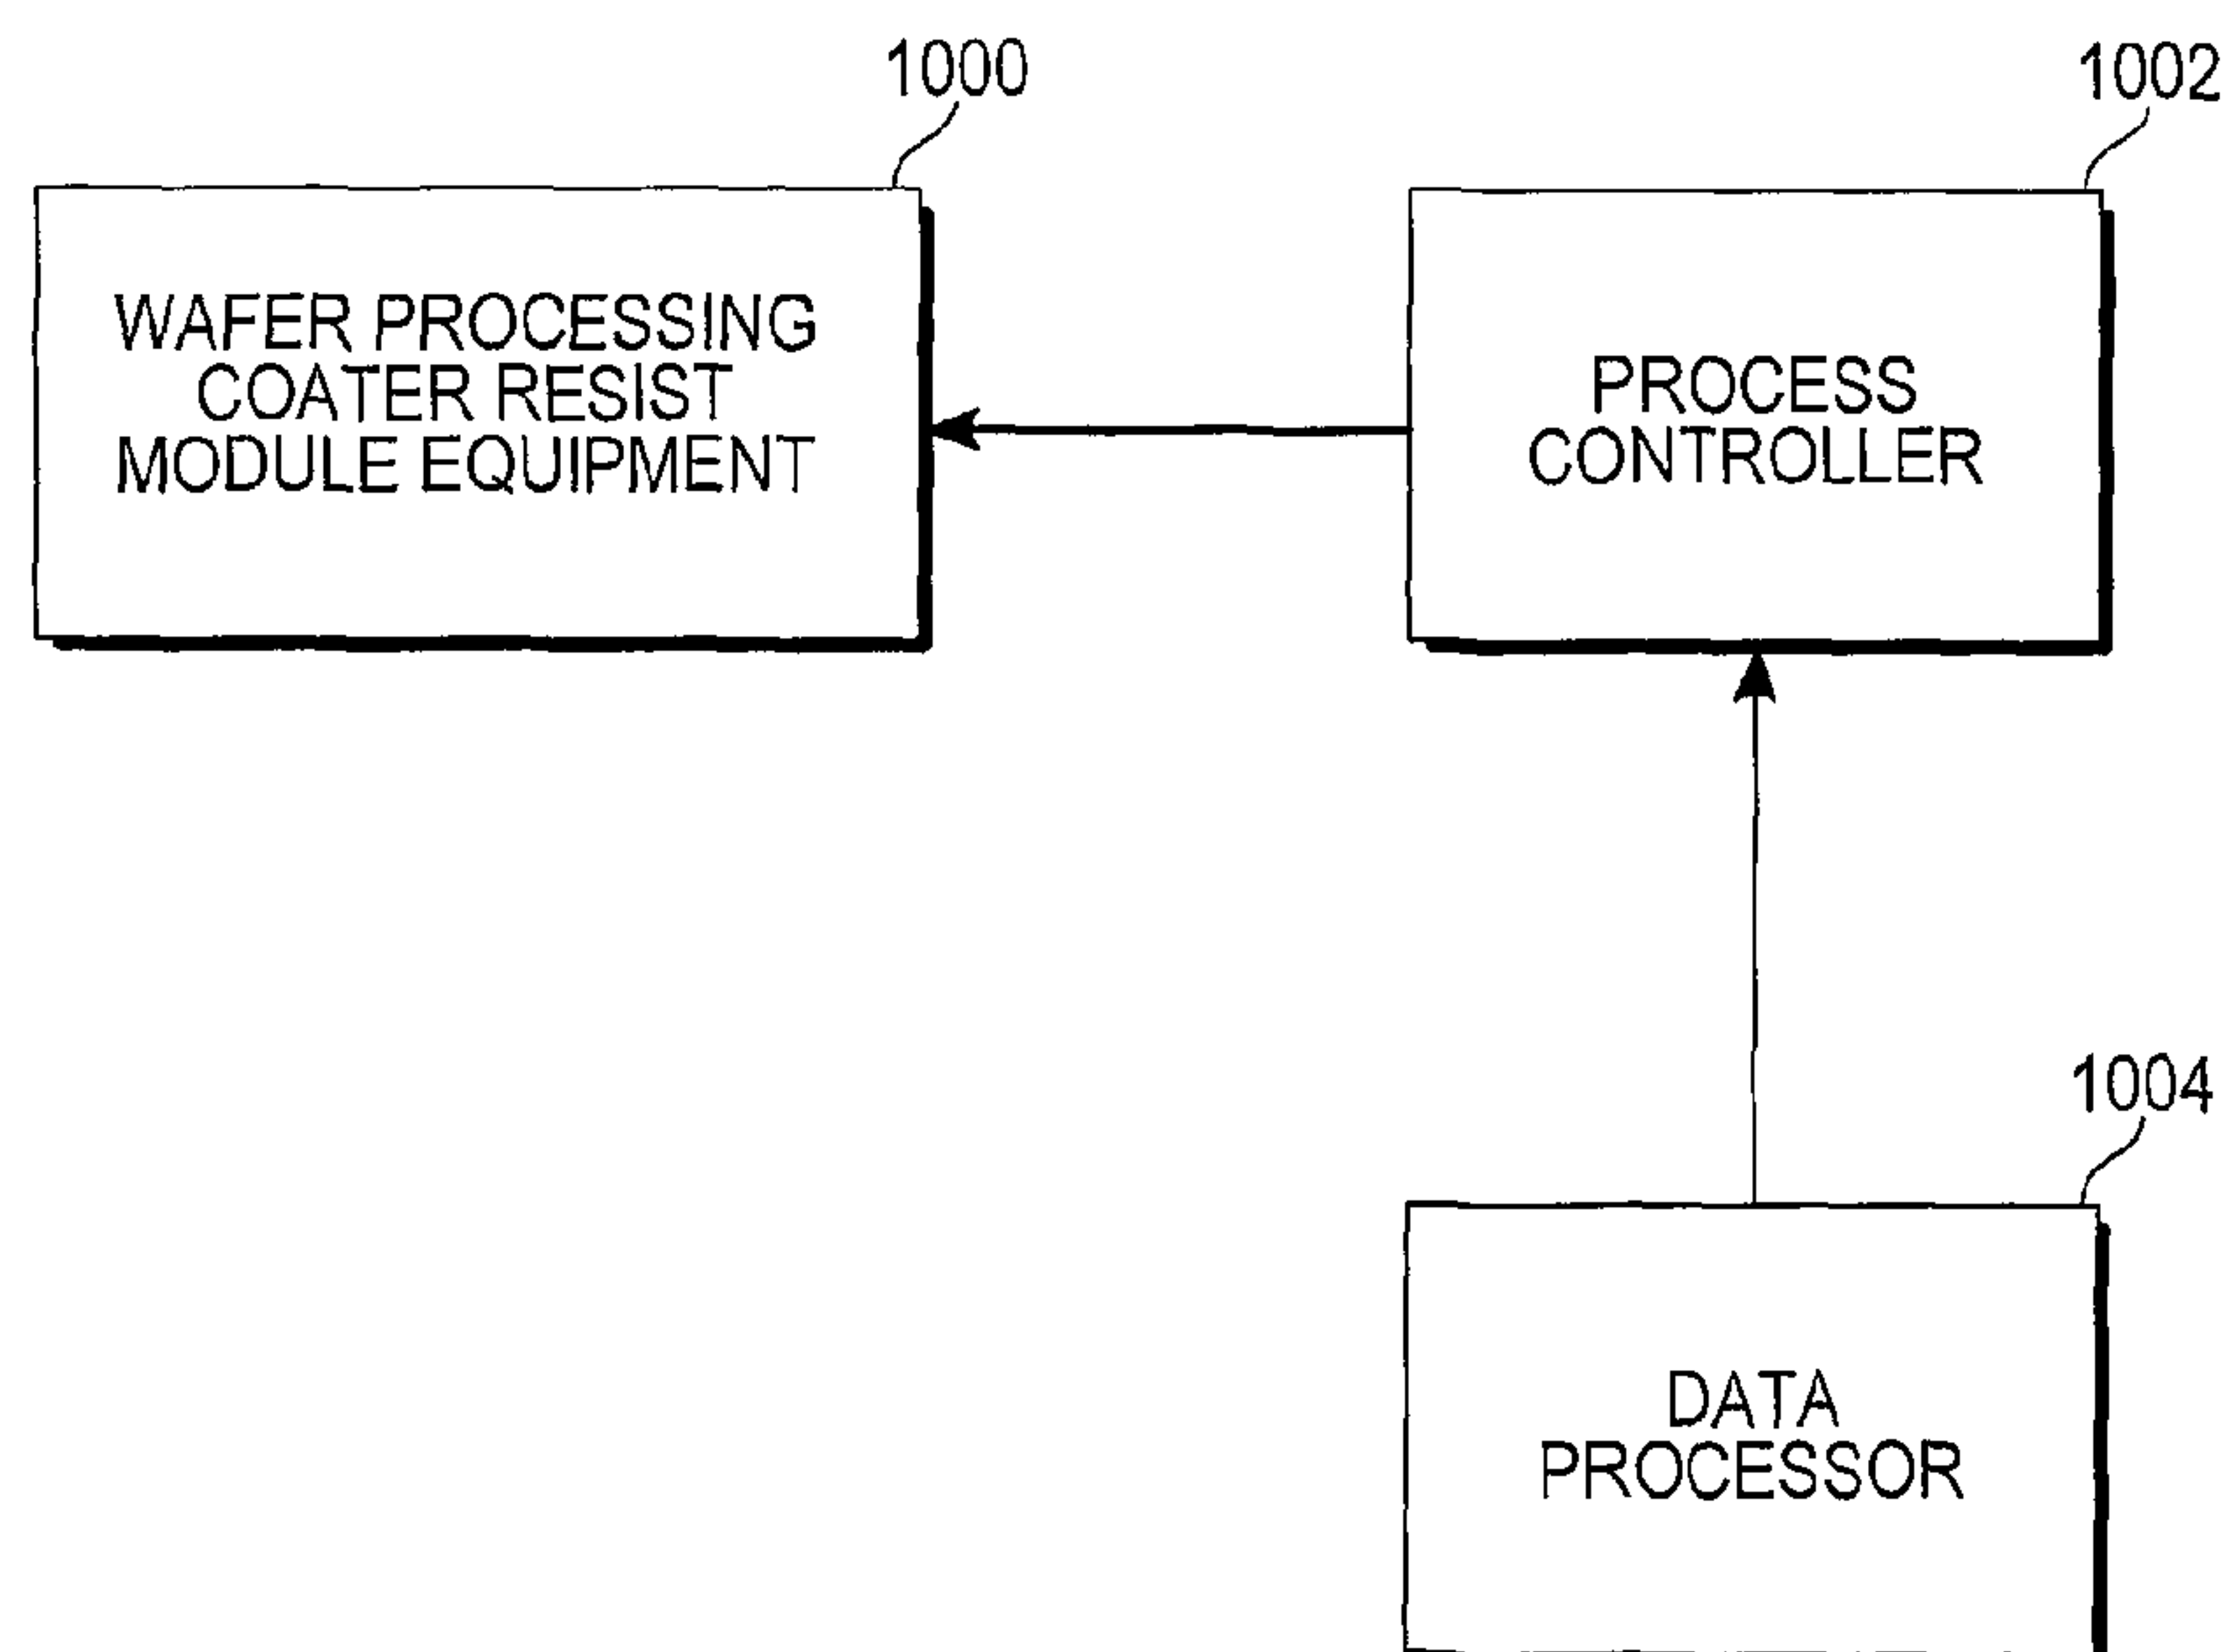 1000
1002
WAFER PROCESSING
COATER RESIST
MODULE EQUIPMENT
PROCESS
CONTROLLER
1004
DATA
PROCESSOR